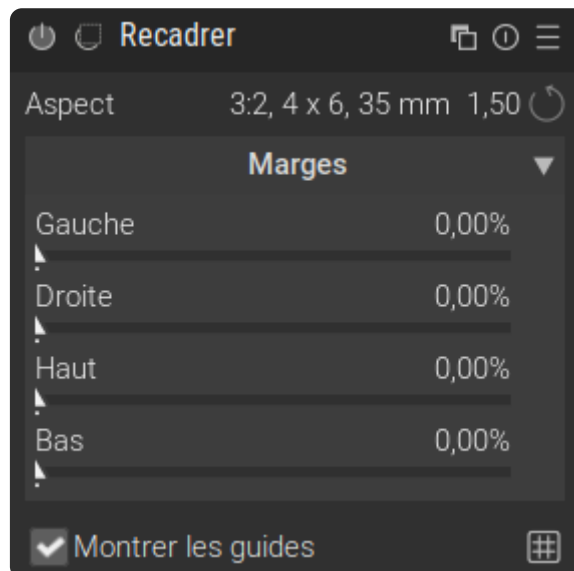 Recadrer
Aspect 3:2, 4 x 6, 35 mm 1,50
Marges
Gauche 0,00%
Droite 0,00%
Haut 0,00%
Bas 0,00%
Montrer les guides